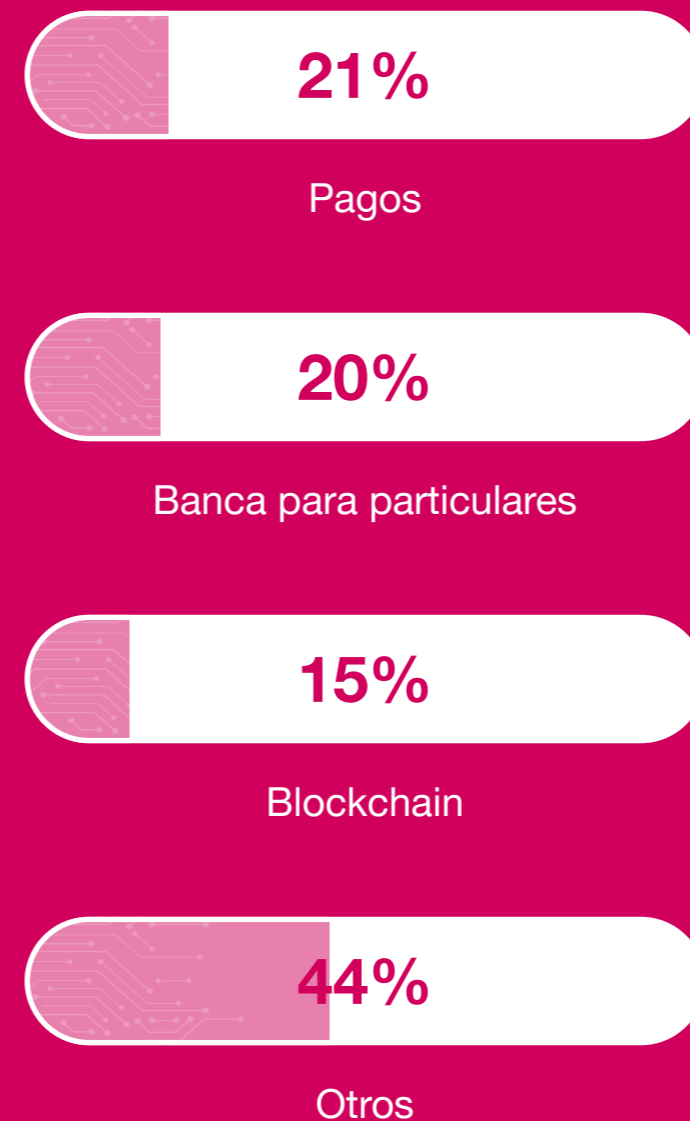 21%
Pagos
20%
Banca para particulares
15%
Blockchain
44%
Otros